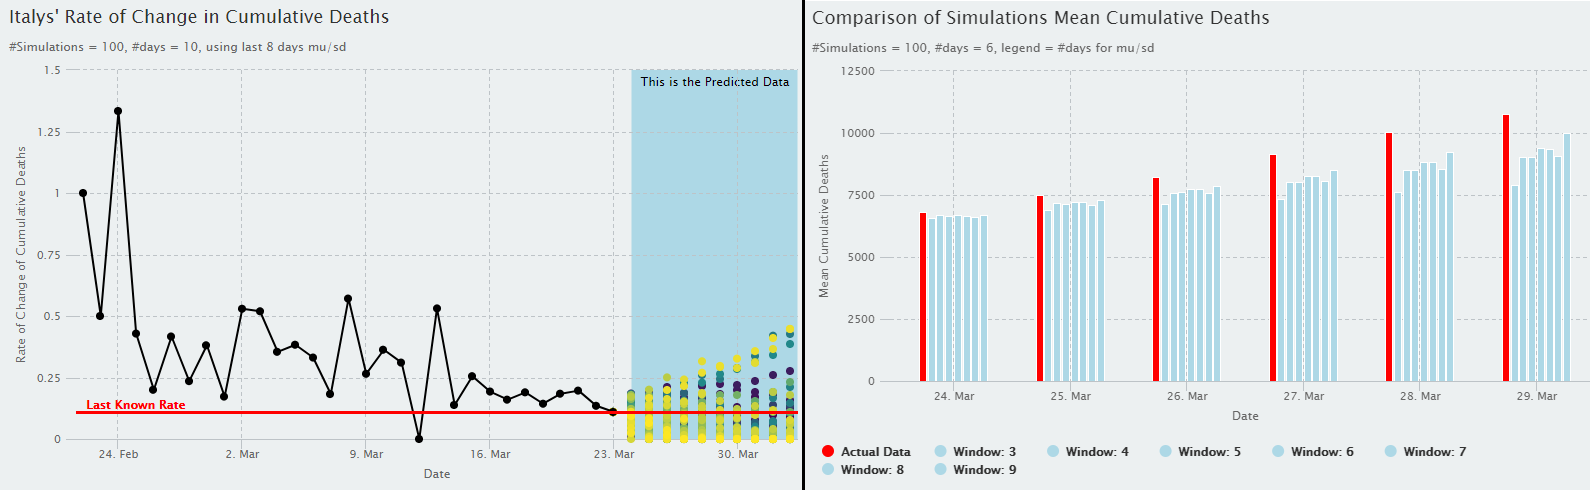 Italys' Rate of Change in Cumulative Deaths
#Simulations = 100, #days = 10, using last 8 days mu/sd
Rate of Change of Cumulative Deaths
1.5
1.25
1
0.75
0.5
0.25
0
This is the Predicted Data
Last Known Rate
24. Feb
2. Mar
9. Mar
16. Mar
23. Mar
30. Mar
Date
Comparison of Simulations Mean Cumulative Deaths
#Simulations = 100, #days = 6, legend = #days for mu/sd
Mean Cumulative Deaths
12500
10000
7500
5000
2500
0
24. Mar
25. Mar
26. Mar
27. Mar
28. Mar
29. Mar
Date
Actual Data Window: 3 Window: 4 Window: 5 Window: 6 Window: 7
Window: 8 Window: 9